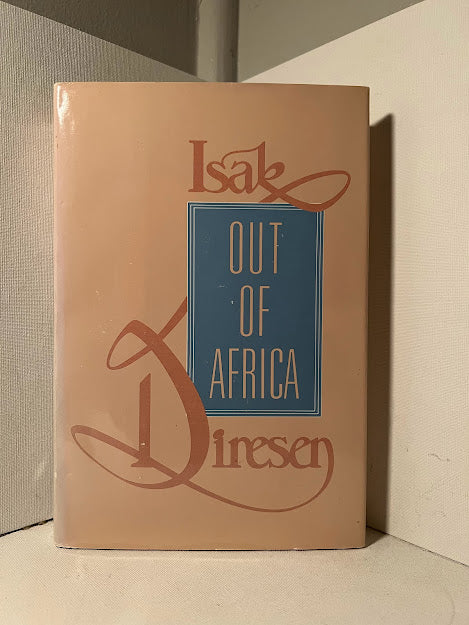 Isak
OUT
OF
AFRICA
Dinesen